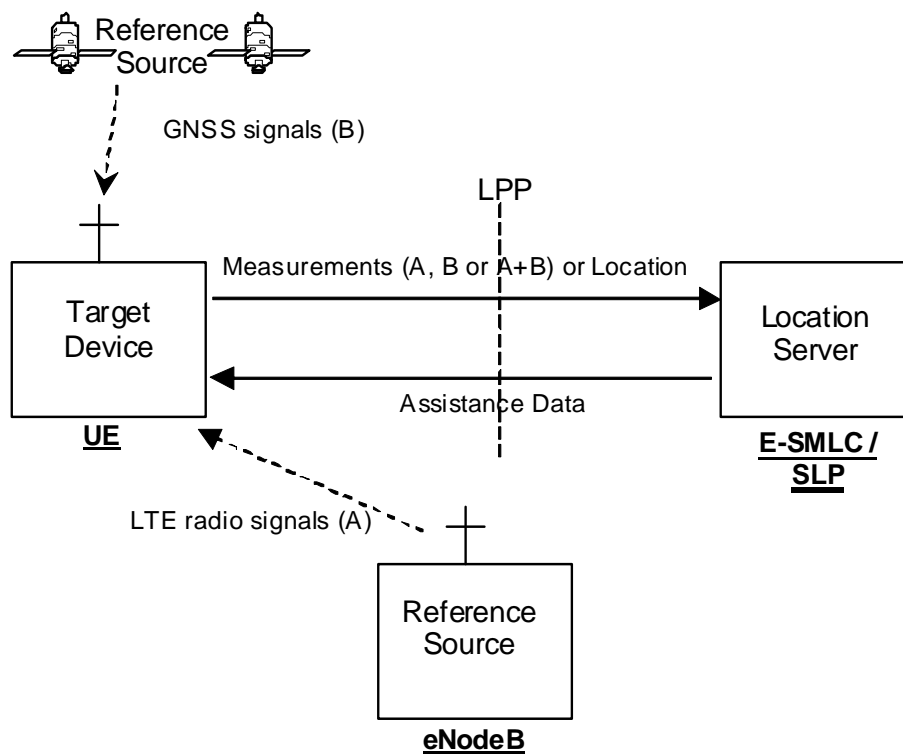 Reference
Source
GNSS signals (B)
LPP
Measurements (A, B or A+B) or Location
Target
Device
Location
Server
Assistance Data
UE
E-SMLC /
SLP
LTE radio signals (A)
Reference
Source
eNodeB